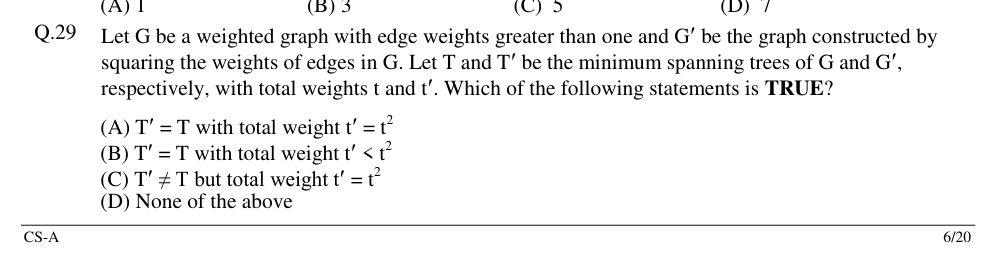 (A) 1 (B) 3 (C) 5 (D) 7
Q.29 Let G be a weighted graph with edge weights greater than one and G′ be the graph constructed by
squaring the weights of edges in G. Let T and T′ be the minimum spanning trees of G and G′,
respectively, with total weights t and t′. Which of the following statements is TRUE?
(A) T′ = T with total weight t′ = t²
(B) T′ = T with total weight t′ < t²
(C) T′ ≠ T but total weight t′ = t²
(D) None of the above
CS-A 6/20